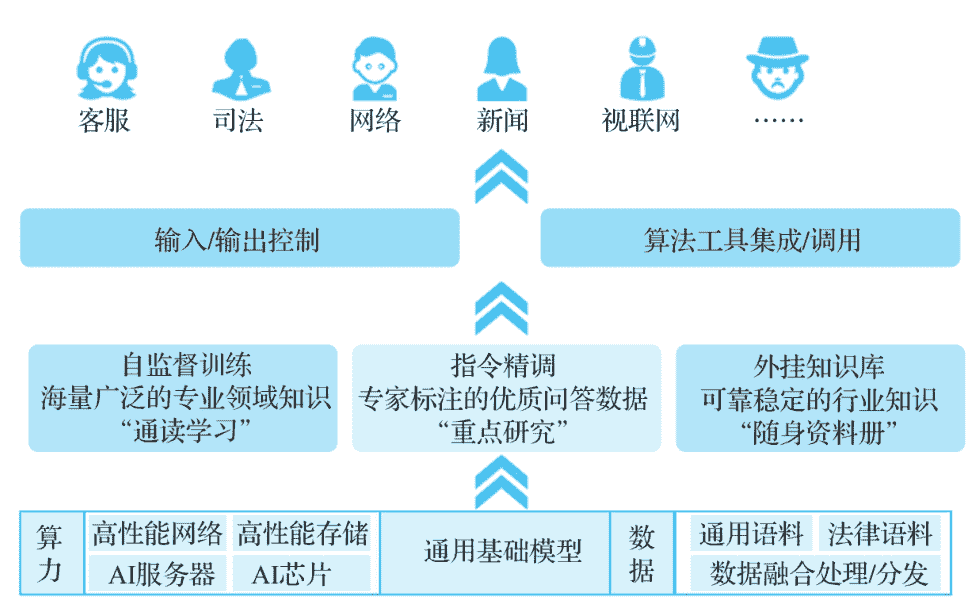 客服 司法 网络 新闻 视联网 ……
输入/输出控制 算法工具集成/调用
自监督训练
海量广泛的专业领域知识
“通读学习”
指令精调
专家标注的优质问答数据
“重点研究”
外挂知识库
可靠稳定的行业知识
“随身资料册”
算力
高性能网络 高性能存储
AI服务器 AI芯片
通用基础模型
数据
通用语料 法律语料
数据融合处理/分发